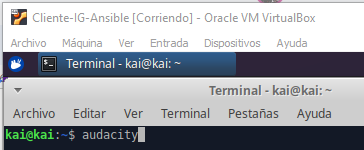 Cliente-IG-Ansible [Corriendo] - Oracle VM VirtualBox
Archivo Máquina Ver Entrada Dispositivos Ayuda
Terminal - kai@kai: ~
Terminal - kai@kai: ~
Archivo Editar Ver Terminal Pestañas Ayuda
kai@kai:~$ audacity